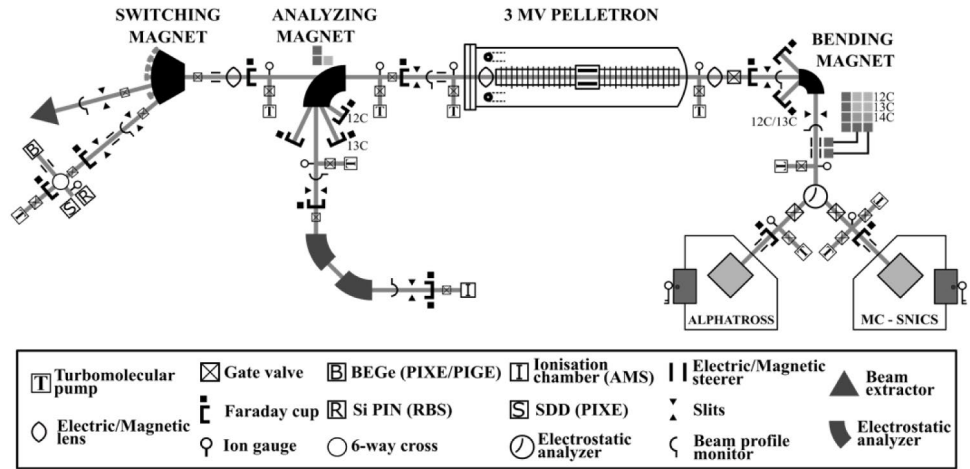 SWITCHING
MAGNET
ANALYZING
MAGNET
3 MV PELLETRON
BENDING
MAGNET
12C
13C
14C
12C/13C
12C
13C
T
T
T
T
B
S
R
I
I
ALPHATROSS
MC - SNICS
T Turbomolecular
pump
Electric/Magnetic
lens
Gate valve
Faraday cup
Ion gauge
B BEGe (PIXE/PIGE)
R Si PIN (RBS)
6-way cross
I Ionisation
chamber (AMS)
S SDD (PIXE)
Electrostatic
analyzer
Electric/Magnetic
steerer
Slits
Beam profile
monitor
Beam
extractor
Electrostatic
analyzer